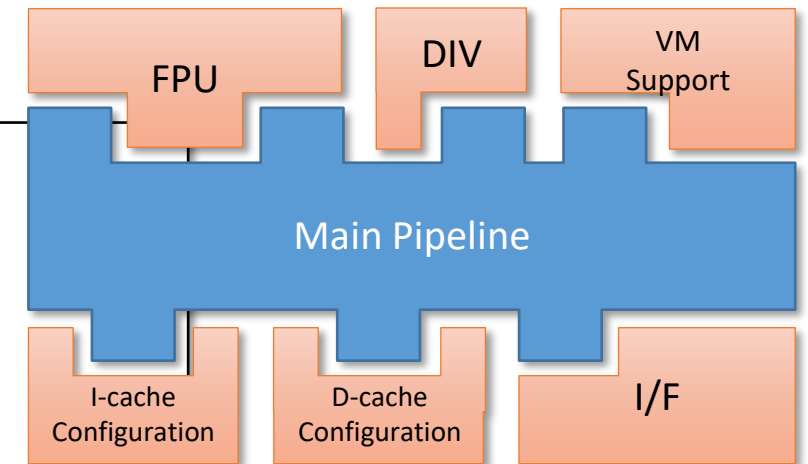 FPU
DIV
VM
Support
Main Pipeline
I-cache
Configuration
D-cache
Configuration
I/F